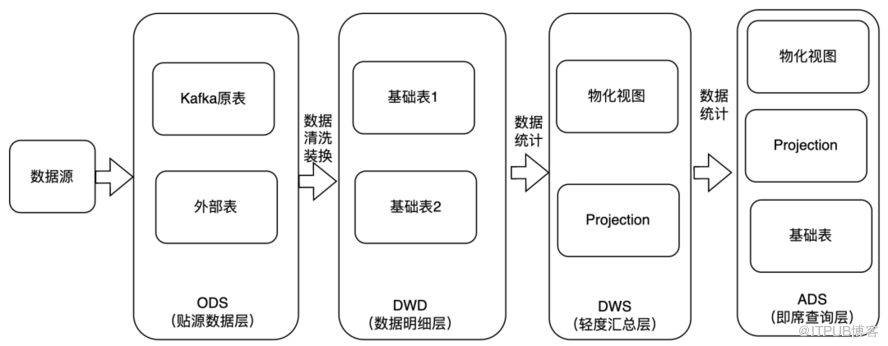 数据源
Kafka原表
外部表
ODS
（贴源数据层）
数据
清洗
装换
基础表1
基础表2
DWD
（数据明细层）
数据
统计
物化视图
Projection
DWS
（轻度汇总层）
数据
统计
物化视图
Projection
基础表
ADS
（即席查询层）
@ITPUB博客